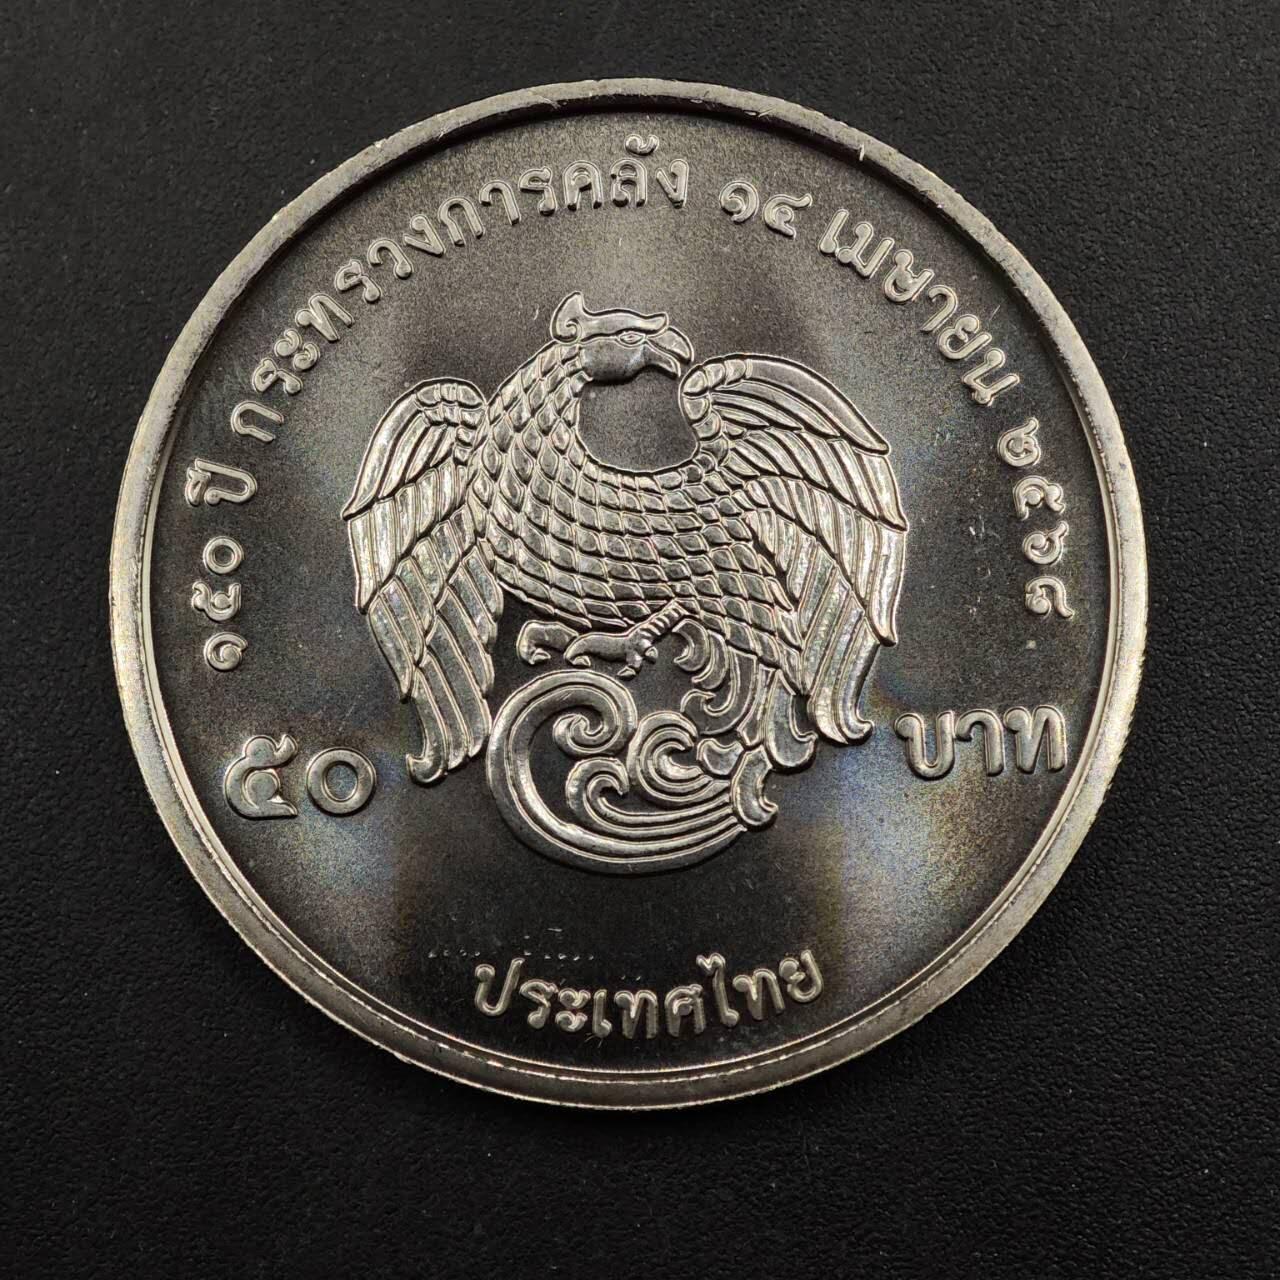 ๑๕๐ ปี กระทรวงการคลัง ๑๔ เมษายน ๒๕๖๘
๕๐ บาท
ประเทศไทย